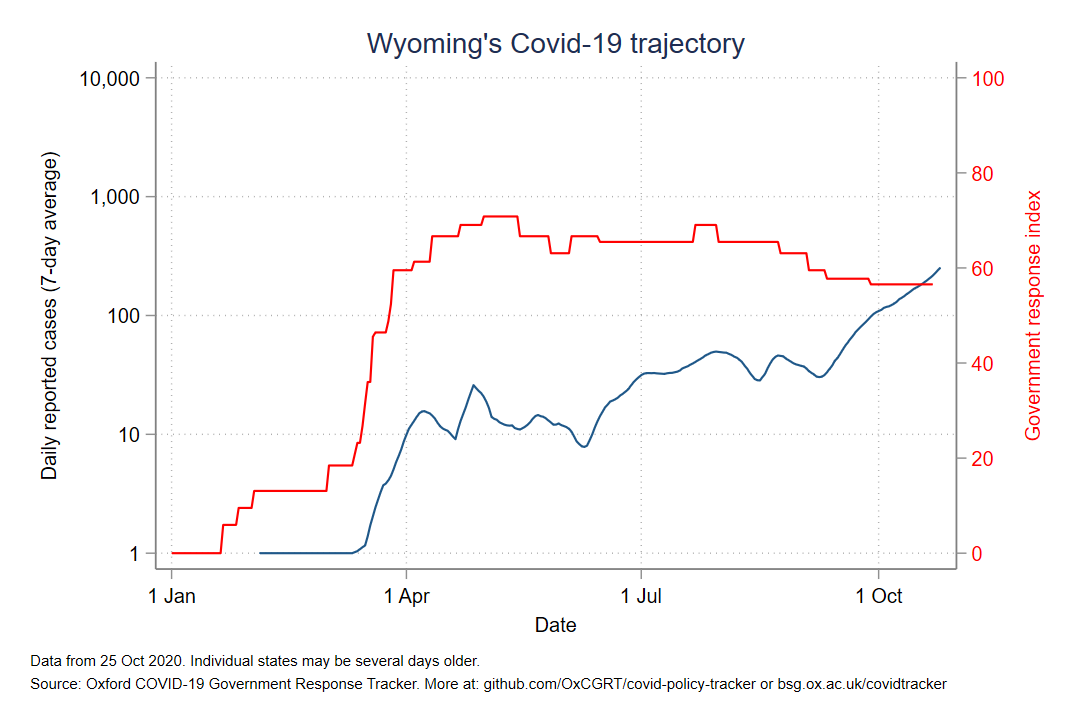 Wyoming's Covid-19 trajectory
Daily reported cases (7-day average)
10,000
1,000
100
10
1
100
80
60
40
20
0
Government response index
1 Jan
1 Apr
1 Jul
1 Oct
Date
Data from 25 Oct 2020. Individual states may be several days older.
Source: Oxford COVID-19 Government Response Tracker. More at: github.com/OxCGRT/covid-policy-tracker or bsg.ox.ac.uk/covidtracker